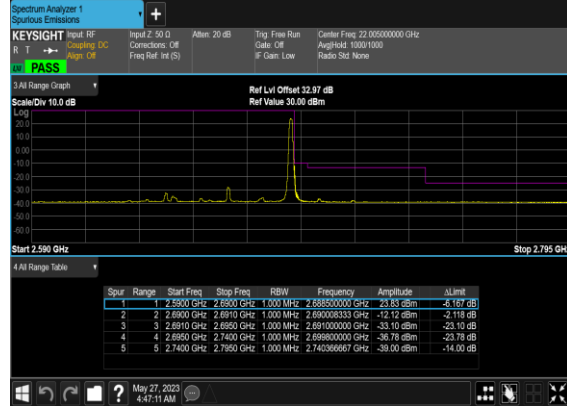 Spectrum Analyzer 1
Spurious Emissions
+
KEYSIGHT
R T
Input: RF
Coupling: DC
Align: Off
Input Z: 50 Ω
Corrections: Off
Freq Ref: Int (S)
Atten: 20 dB
Trig: Free Run
Gate: Off
IF Gain: Low
Center Freq: 22.005000000 GHz
Avg|Hold: 1000/1000
Radio Std: None
PASS
3 All Range Graph
Scale/Div 10.0 dB
Ref Lvl Offset 32.97 dB
Ref Value 30.00 dBm
Log
20.0
10.0
0.00
-10.0
-20.0
-30.0
-40.0
-50.0
-60.0
Start 2.590 GHz
Stop 2.795 GH
4 All Range Table
Spur Range Start Freq Stop Freq RBW Frequency Amplitude ΔLimit
1 1 2.5900 GHz 2.6900 GHz 1.000 MHz 2.688500000 GHz 23.83 dBm -6.167 dB
2 2 2.6900 GHz 2.6910 GHz 1.000 MHz 2.690008333 GHz -12.12 dBm -2.118 dB
3 3 2.6910 GHz 2.6950 GHz 1.000 MHz 2.691000000 GHz -33.10 dBm -23.10 dB
4 4 2.6950 GHz 2.7400 GHz 1.000 MHz 2.699800000 GHz -36.78 dBm -23.78 dB
5 5 2.7400 GHz 2.7950 GHz 1.000 MHz 2.740366667 GHz -39.00 dBm -14.00 dB
?
May 27, 2023
4:47:11 AM